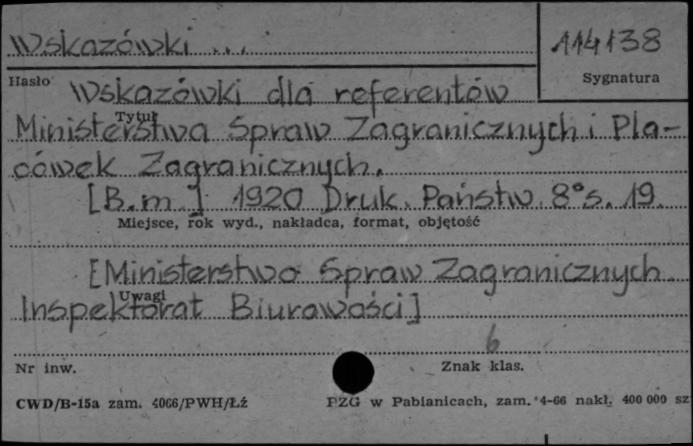 Wskazówki ...
114138
Hasło
Sygnatura
Wskazówki dla referentów
Tytuł
Ministerstwa Spraw Zagranicznych i Pla-
cówek Zagranicznych.
[B.m.] 1920 Druk. Państw. 8° s. 19.
Miejsce, rok wyd., nakładca, format, objętość
[Ministerstwo Spraw Zagranicznych.
Uwagi
Inspektorat Biurowości]
6
Nr inw.
Znak klas.
CWD/B-15a zam. 4066/PWH/Łź
PZG w Pabianicach, zam. 4-66 nakł. 400 000 sz